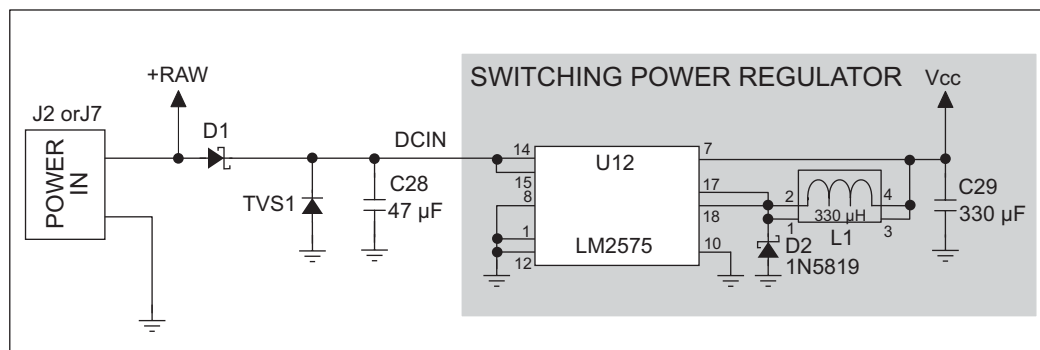 SWITCHING POWER REGULATOR
+RAW
Vcc
J2 orJ7
D1
DCIN
POWER
IN
TVS1
C28
47 µF
14
15
8
1
12
U12
LM2575
7
17
18
10
2
4
330 µH
1
3
L1
D2
1N5819
C29
330 µF